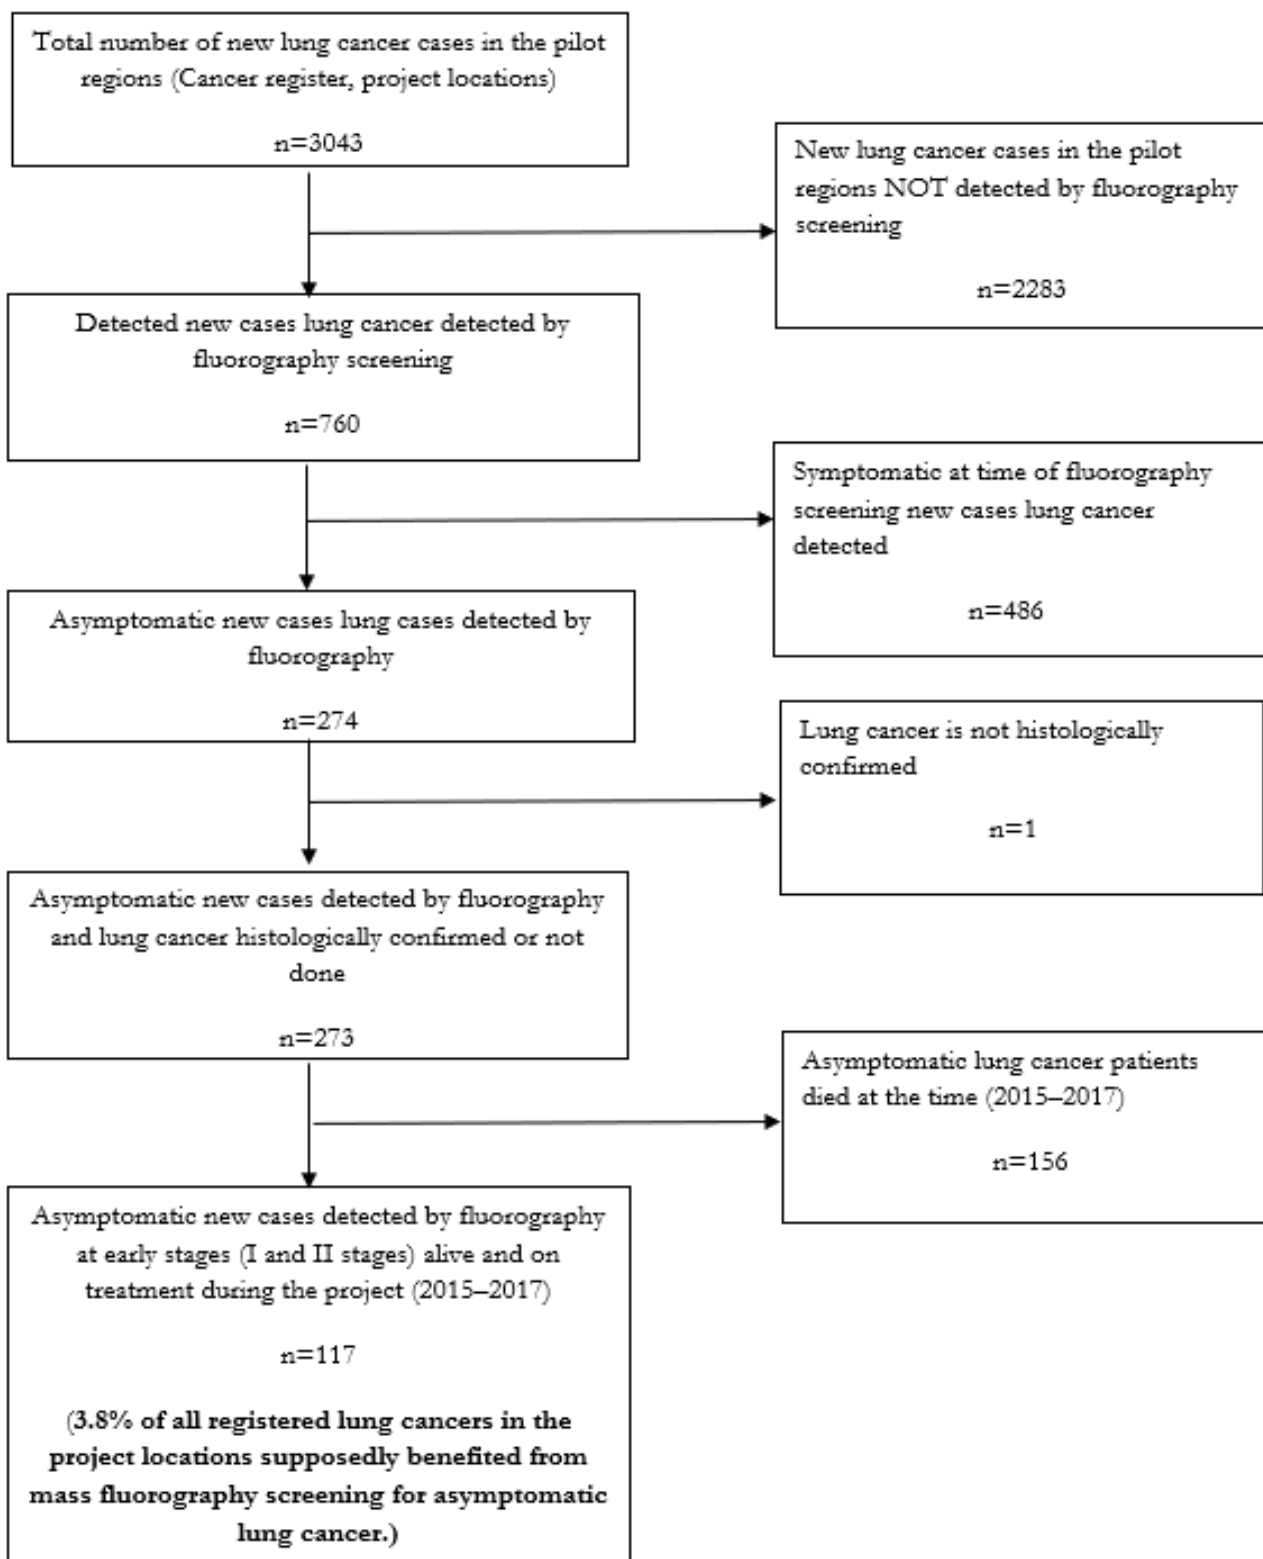 Total number of new lung cancer cases in the pilot
regions (Cancer register, project locations)
n=3043
New lung cancer cases in the pilot
regions NOT detected by fluorography
screening
n=2283
Detected new cases lung cancer detected by
fluorography screening
n=760
Symptomatic at time of fluorography
screening new cases lung cancer
detected
n=486
Asymptomatic new cases lung cases detected by
fluorography
n=274
Lung cancer is not histologically
confirmed
n=1
Asymptomatic new cases detected by fluorography
and lung cancer histologically confirmed or not
done
n=273
Asymptomatic lung cancer patients
died at the time (2015–2017)
n=156
Asymptomatic new cases detected by fluorography
at early stages (I and II stages) alive and on
treatment during the project (2015–2017)
n=117
(3.8% of all registered lung cancers in the
project locations supposedly benefited from
mass fluorography screening for asymptomatic
lung cancer.)